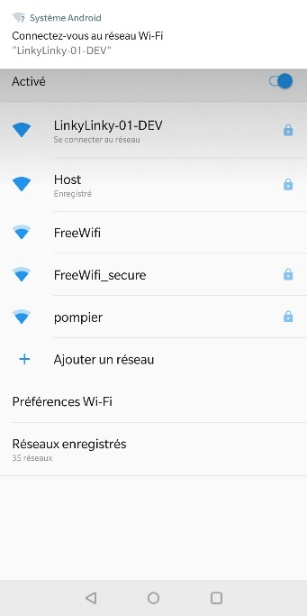 Système Android
Connectez-vous au réseau Wi-Fi
"LinkyLinky-01-DEV"
Activé
LinkyLinky-01-DEV
Se connecter au réseau
Host
Enregistré
FreeWifi
FreeWifi_secure
pompier
+ Ajouter un réseau
Préférences Wi-Fi
Réseaux enregistrés
35 réseaux